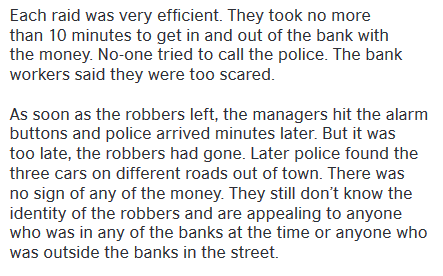 Each raid was very efficient. They took no more
than 10 minutes to get in and out of the bank with
the money. No-one tried to call the police. The bank
workers said they were too scared.

As soon as the robbers left, the managers hit the alarm
buttons and police arrived minutes later. But it was
too late, the robbers had gone. Later police found the
three cars on different roads out of town. There was
no sign of any of the money. They still don't know the
identity of the robbers and are appealing to anyone
who was in any of the banks at the time or anyone who
was outside the banks in the street.